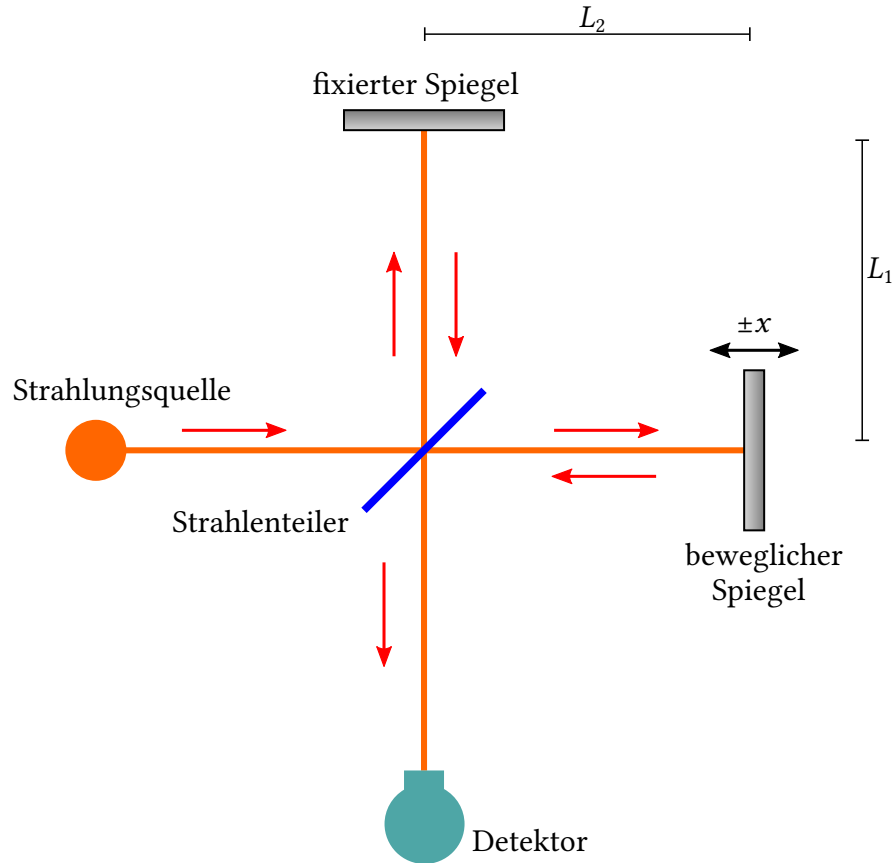 L₂
fixierter Spiegel
L₁
±x
Strahlungsquelle
Strahlenteiler
beweglicher
Spiegel
Detektor